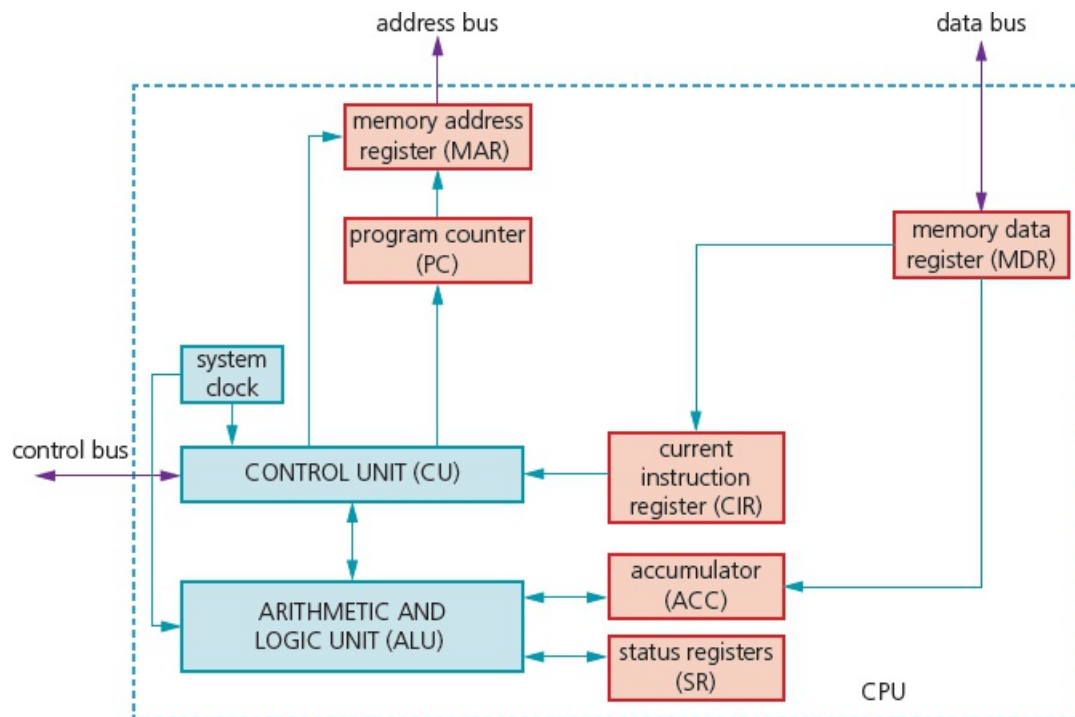 address bus
data bus
memory address
register (MAR)
program counter
(PC)
memory data
register (MDR)
system
clock
control bus
CONTROL UNIT (CU)
current
instruction
register (CIR)
ARITHMETIC AND
LOGIC UNIT (ALU)
accumulator
(ACC)
status registers
(SR)
CPU